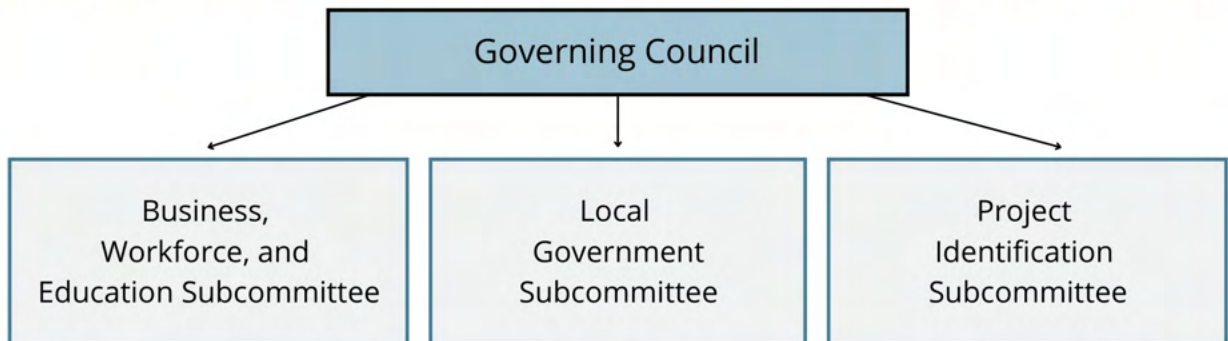 Governing Council
Business,
Workforce, and
Education Subcommittee
Local
Government
Subcommittee
Project
Identification
Subcommittee